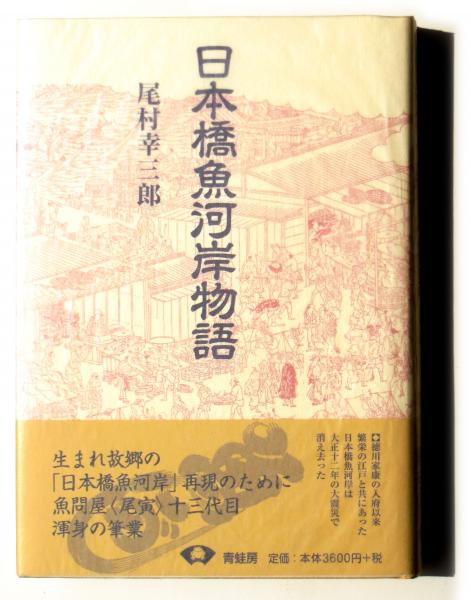 日本橋魚河岸物語
尾村幸三郎
徳川家康の入府以来
繁栄の江戸と共にあった
日本橋魚河岸は
大正十二年の大震災で
消え去った
生まれ故郷の
「日本橋魚河岸」再現のために
魚問屋〈尾寅〉十三代目
渾身の筆業
青蛙房 定価:本体3600円+税